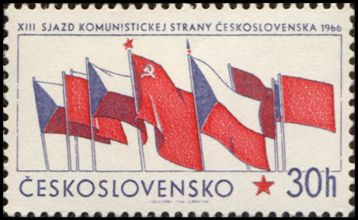 XIII SJAZD KOMUNISTICKEJ STRANY ČESKOSLOVENSKA 1966
ČESKOSLOVENSKO ★ 30h